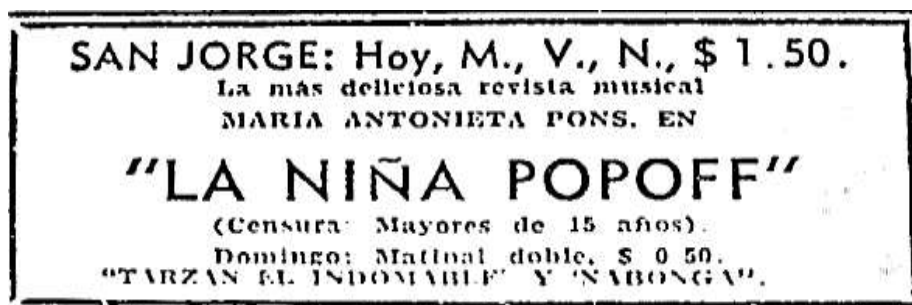 SAN JORGE: Hoy, M., V., N., $ 1.50.
La más deliciosa revista musical
MARIA ANTONIETA PONS, EN
"LA NIÑA POPOFF"
(Censura: Mayores de 15 años).
Domingo: Matinal doble, $ 0.50.
"TARZAN EL INDOMABLE" Y "NABONGA".